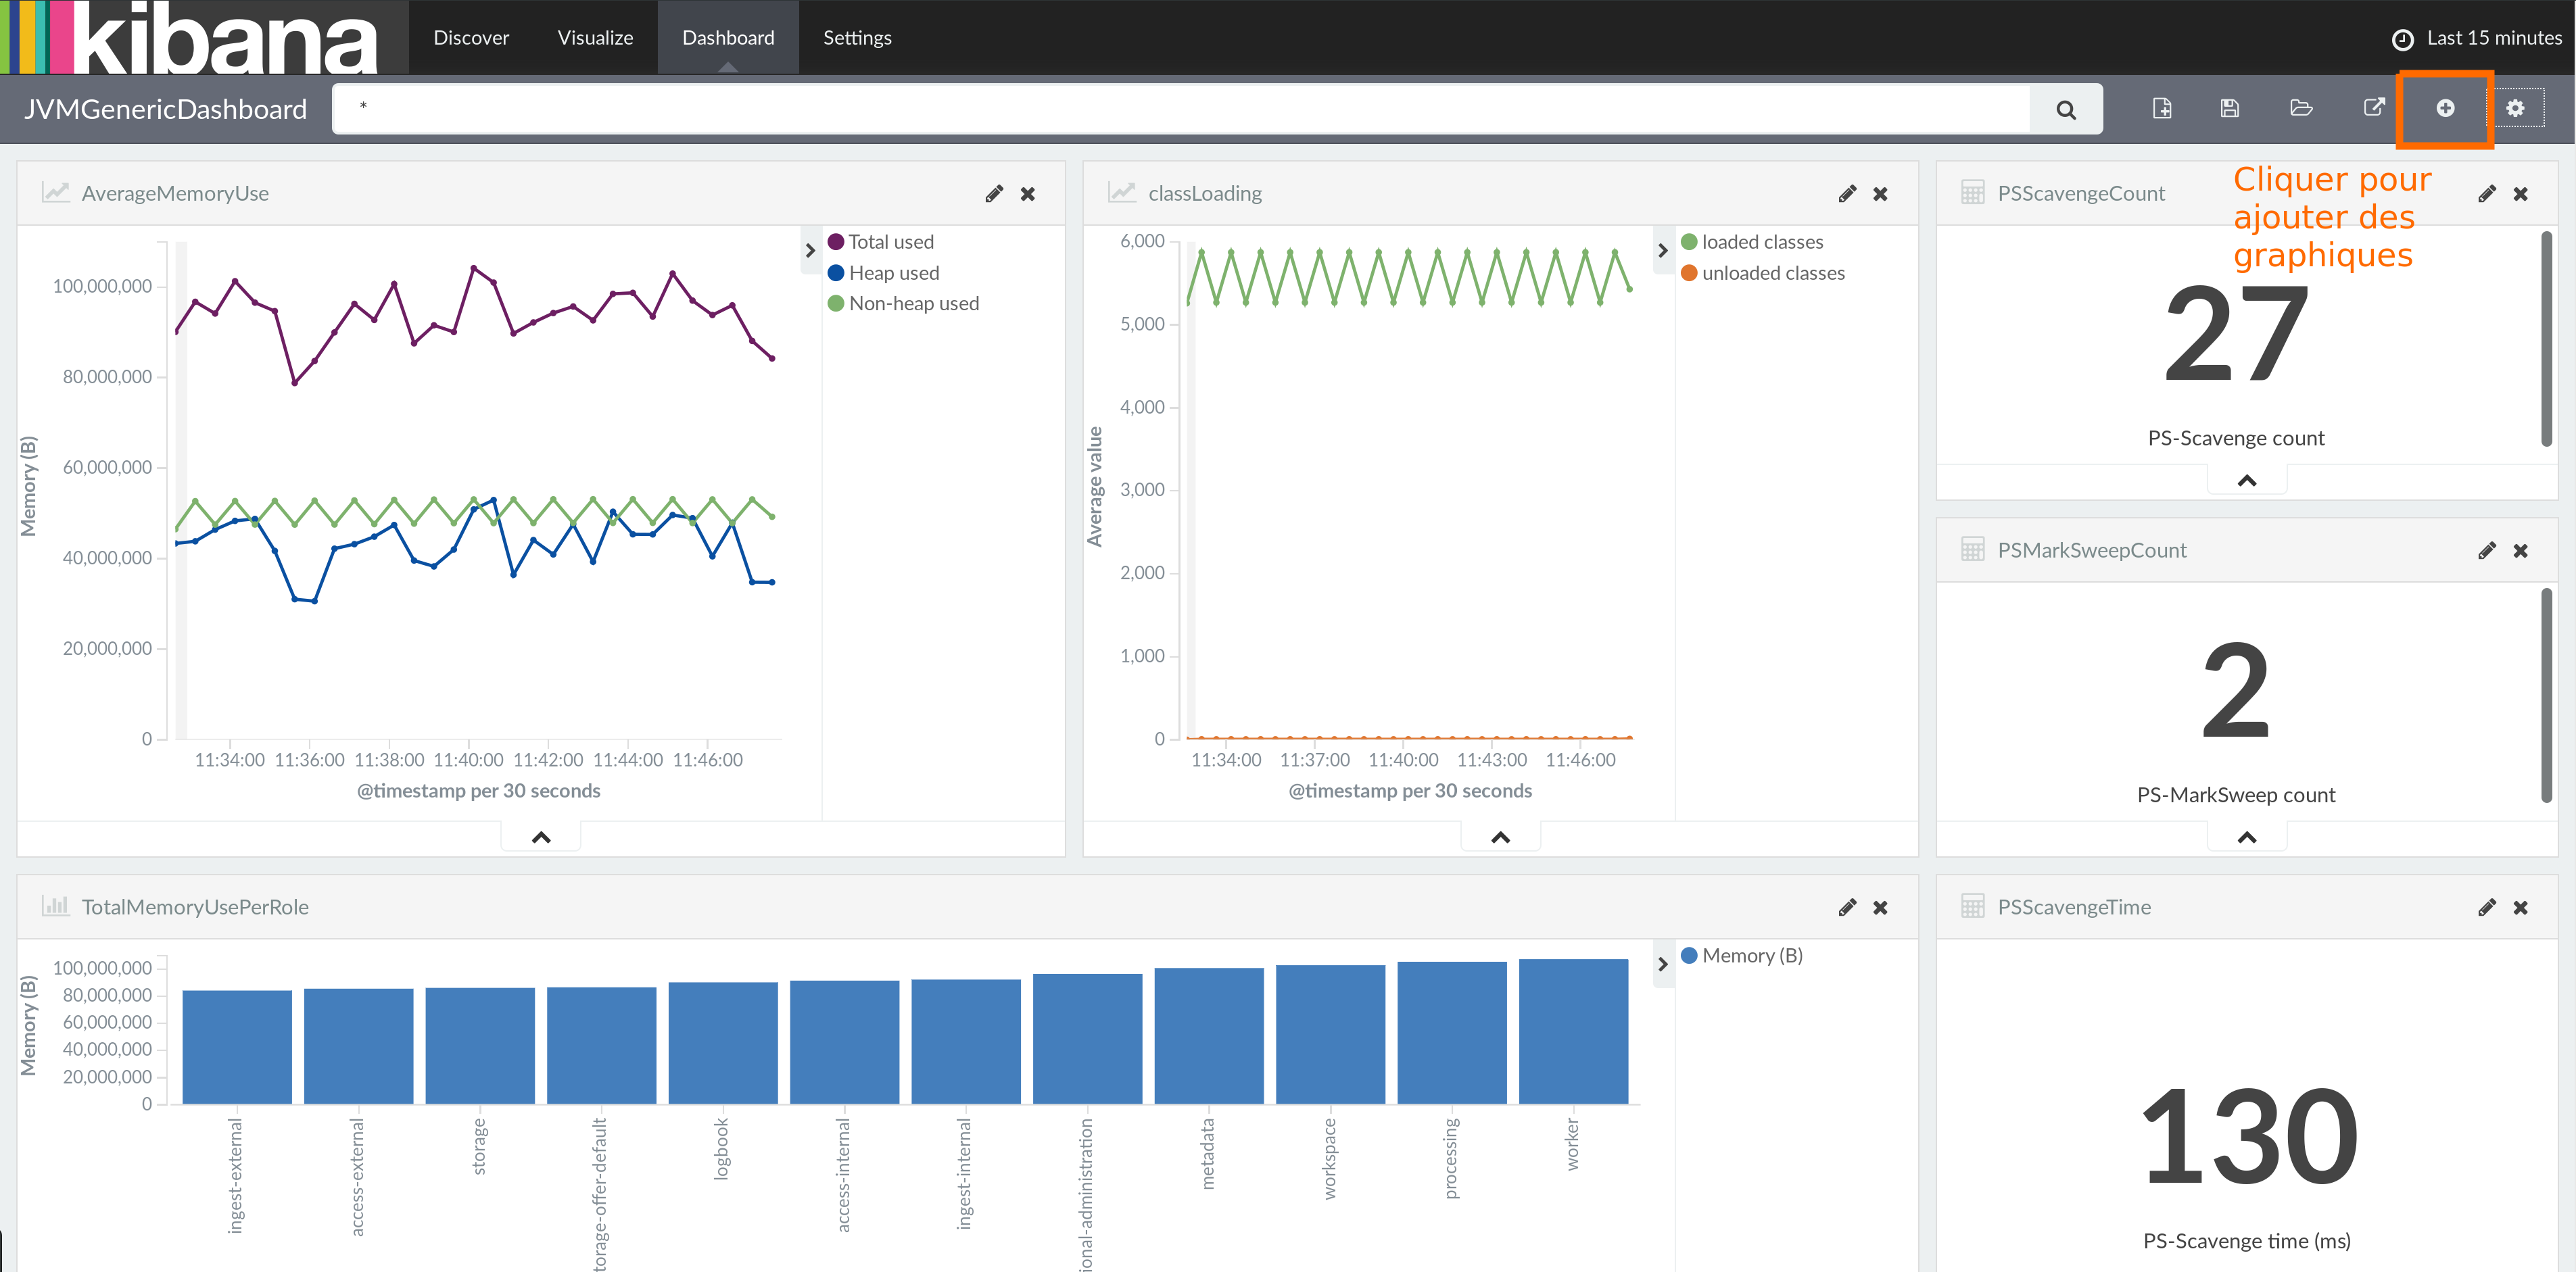 kibana
Discover
Visualize
Dashboard
Settings
Last 15 minutes
JVMGenericDashboard
*
AverageMemoryUse
Memory (B)
100,000,000
80,000,000
60,000,000
40,000,000
20,000,000
0
11:34:00 11:36:00 11:38:00 11:40:00 11:42:00 11:44:00 11:46:00
@timestamp per 30 seconds
Total used
Heap used
Non-heap used
classLoading
Average value
6,000
5,000
4,000
3,000
2,000
1,000
0
11:34:00 11:37:00 11:40:00 11:43:00 11:46:00
@timestamp per 30 seconds
loaded classes
unloaded classes
PSScavengeCount
Cliquer pour
ajouter des
graphiques
27
PS-Scavenge count
PSMarkSweepCount
2
PS-MarkSweep count
TotalMemoryUsePerRole
Memory (B)
100,000,000
80,000,000
60,000,000
40,000,000
20,000,000
0
ingest-external
access-external
storage
torage-offer-default
logbook
access-internal
ingest-internal
ional-administration
metadata
workspace
processing
worker
Memory (B)
PSScavengeTime
130
PS-Scavenge time (ms)